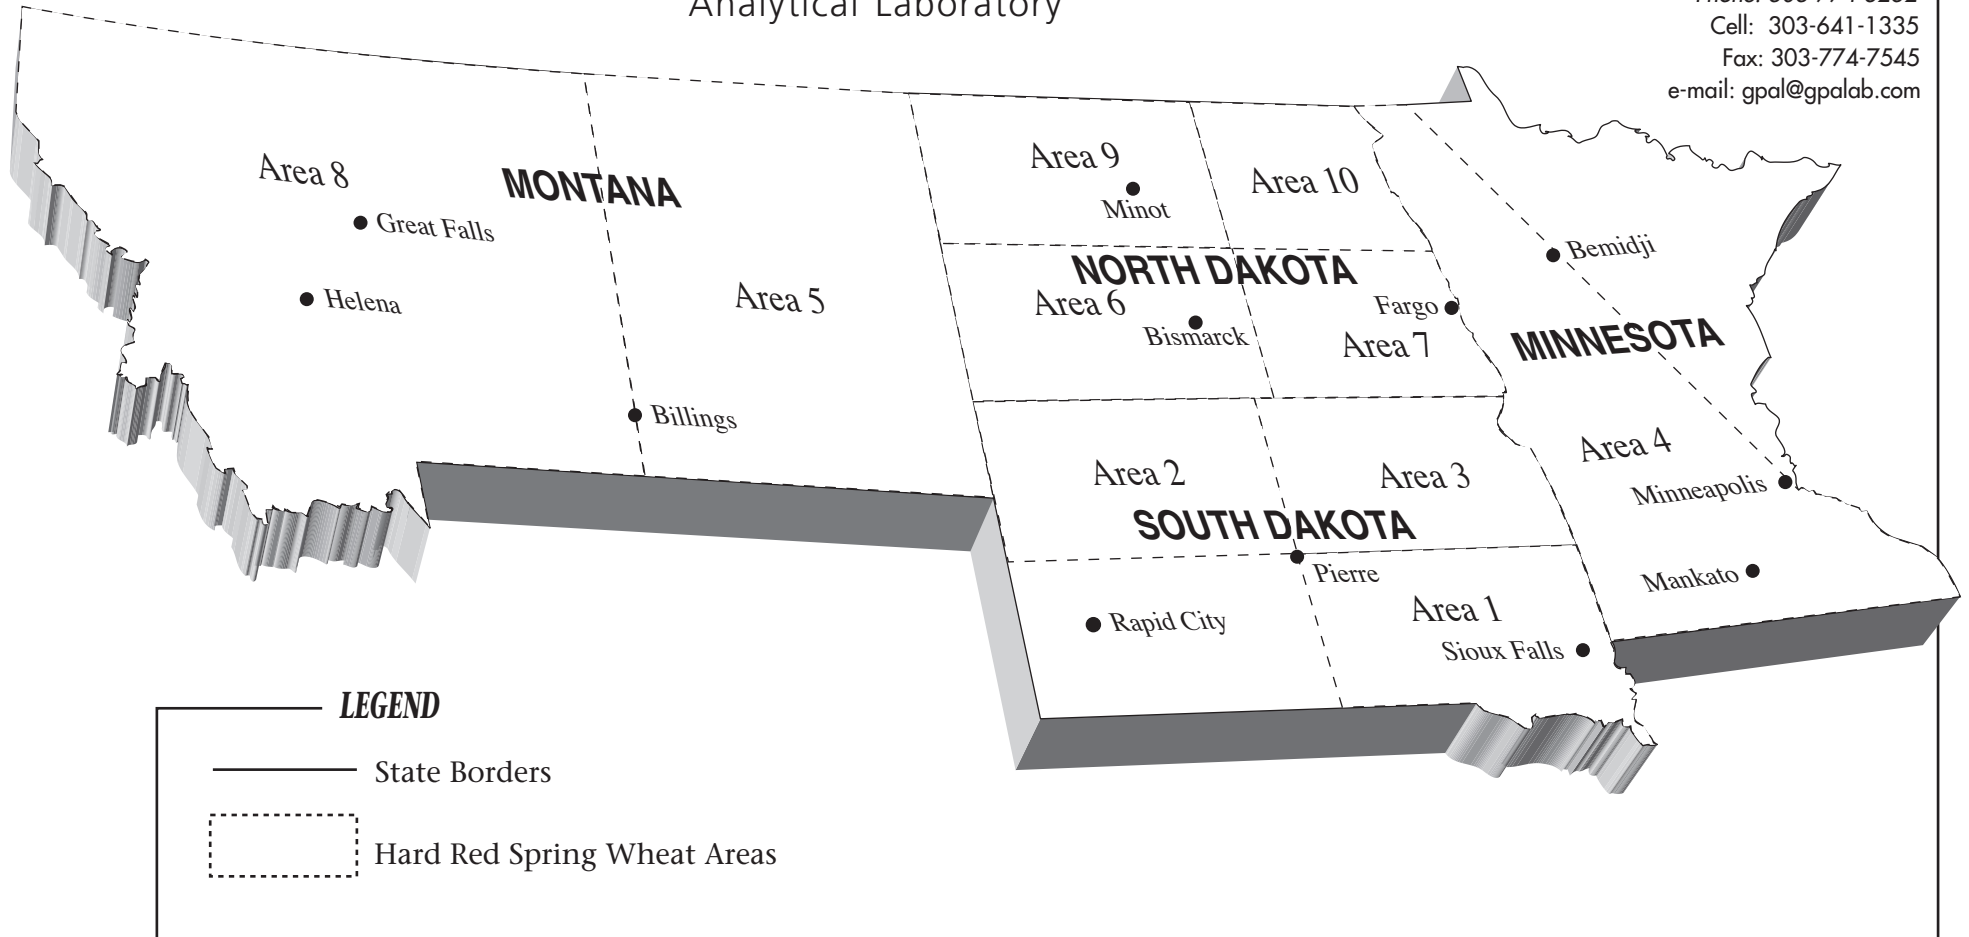 Analytical Laboratory
Cell: 303-641-1335
Fax: 303-774-7545
e-mail: gpal@gpalab.com
Area 8
MONTANA
Great Falls
Helena
Area 5
Billings
Area 9
Minot
Area 10
NORTH DAKOTA
Area 6
Bismarck
Fargo
Area 7
Bemidji
MINNESOTA
Area 4
Minneapolis
Mankato
Area 2
Area 3
SOUTH DAKOTA
Pierre
Rapid City
Area 1
Sioux Falls
LEGEND
State Borders
Hard Red Spring Wheat Areas